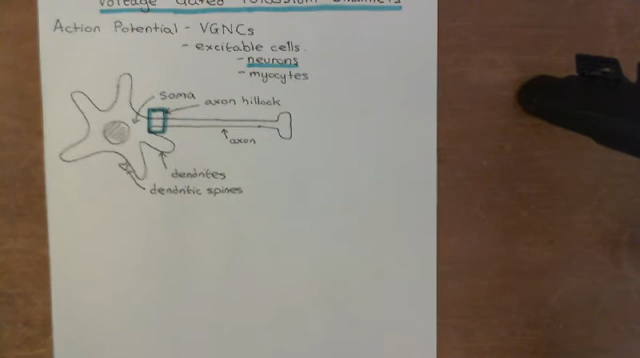 Voltage Gated Potassium Channels
Action Potential - VGNCs
- excitable cells.
- neurons
- myocytes
soma
axon hillock
axon
dendrites
dendritic spines